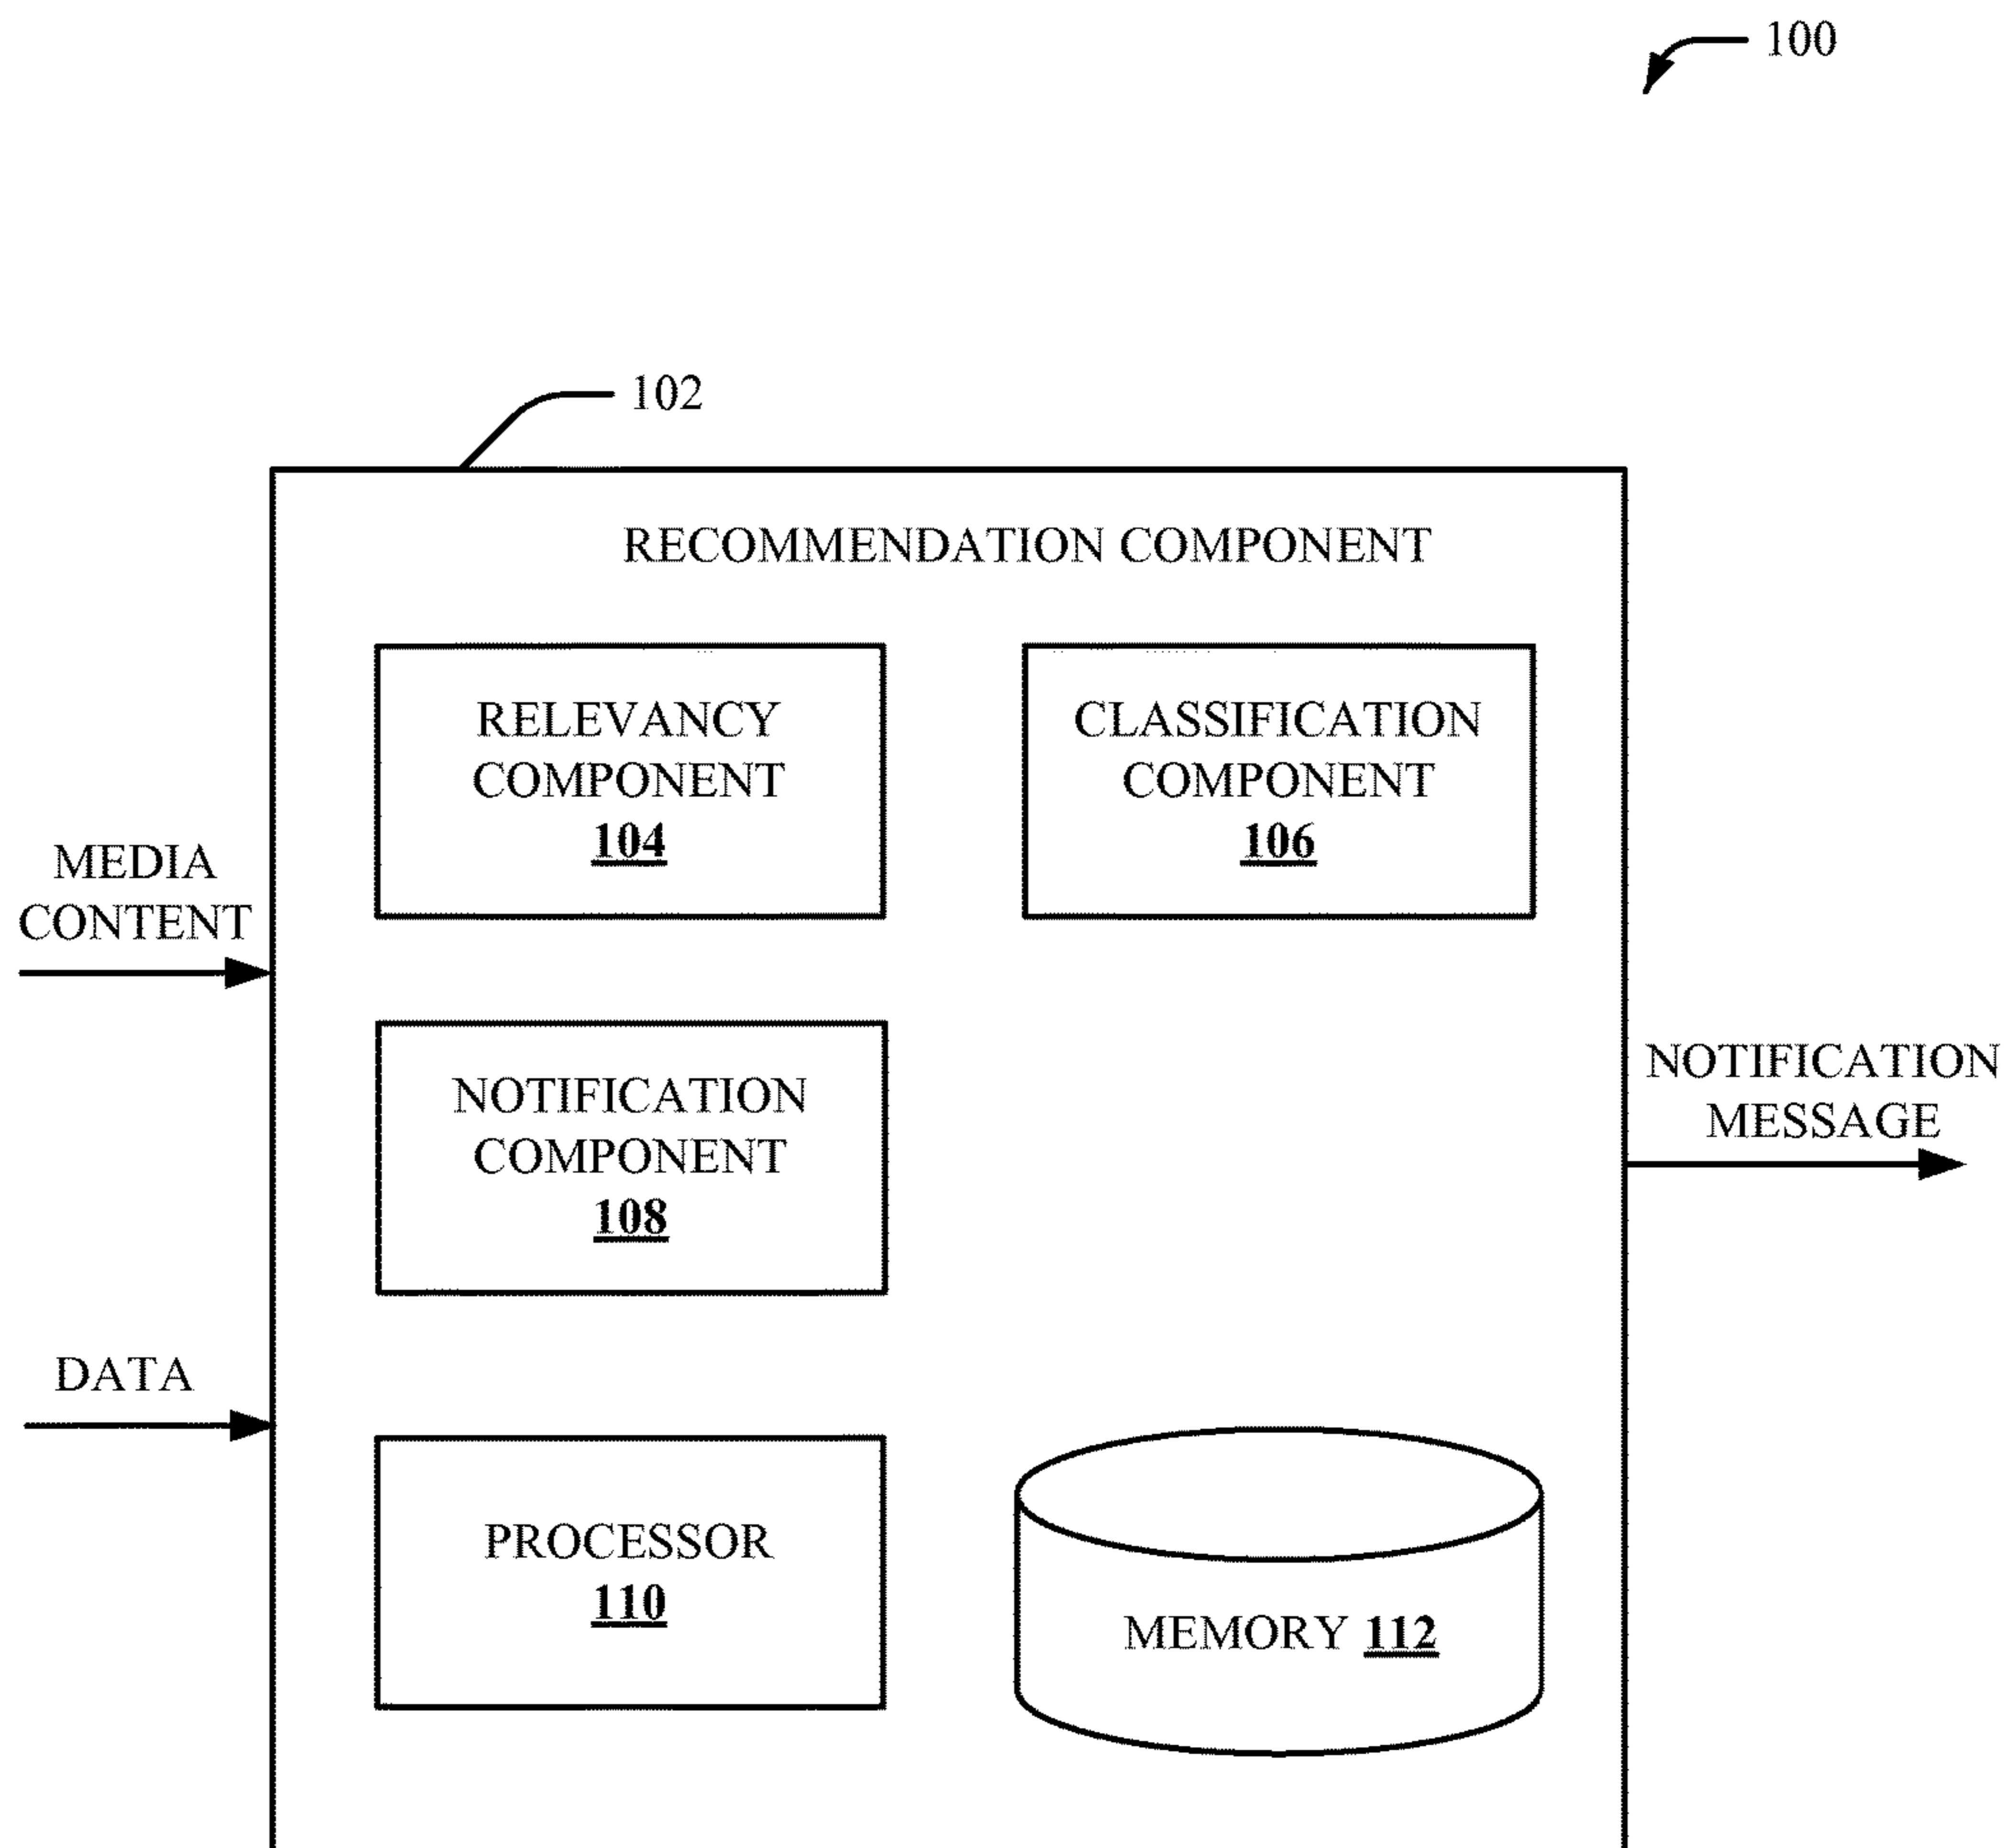 100
102
RECOMMENDATION COMPONENT
RELEVANCY
COMPONENT
104
CLASSIFICATION
COMPONENT
106
MEDIA
CONTENT
NOTIFICATION
COMPONENT
108
NOTIFICATION
MESSAGE
DATA
PROCESSOR
110
MEMORY 112